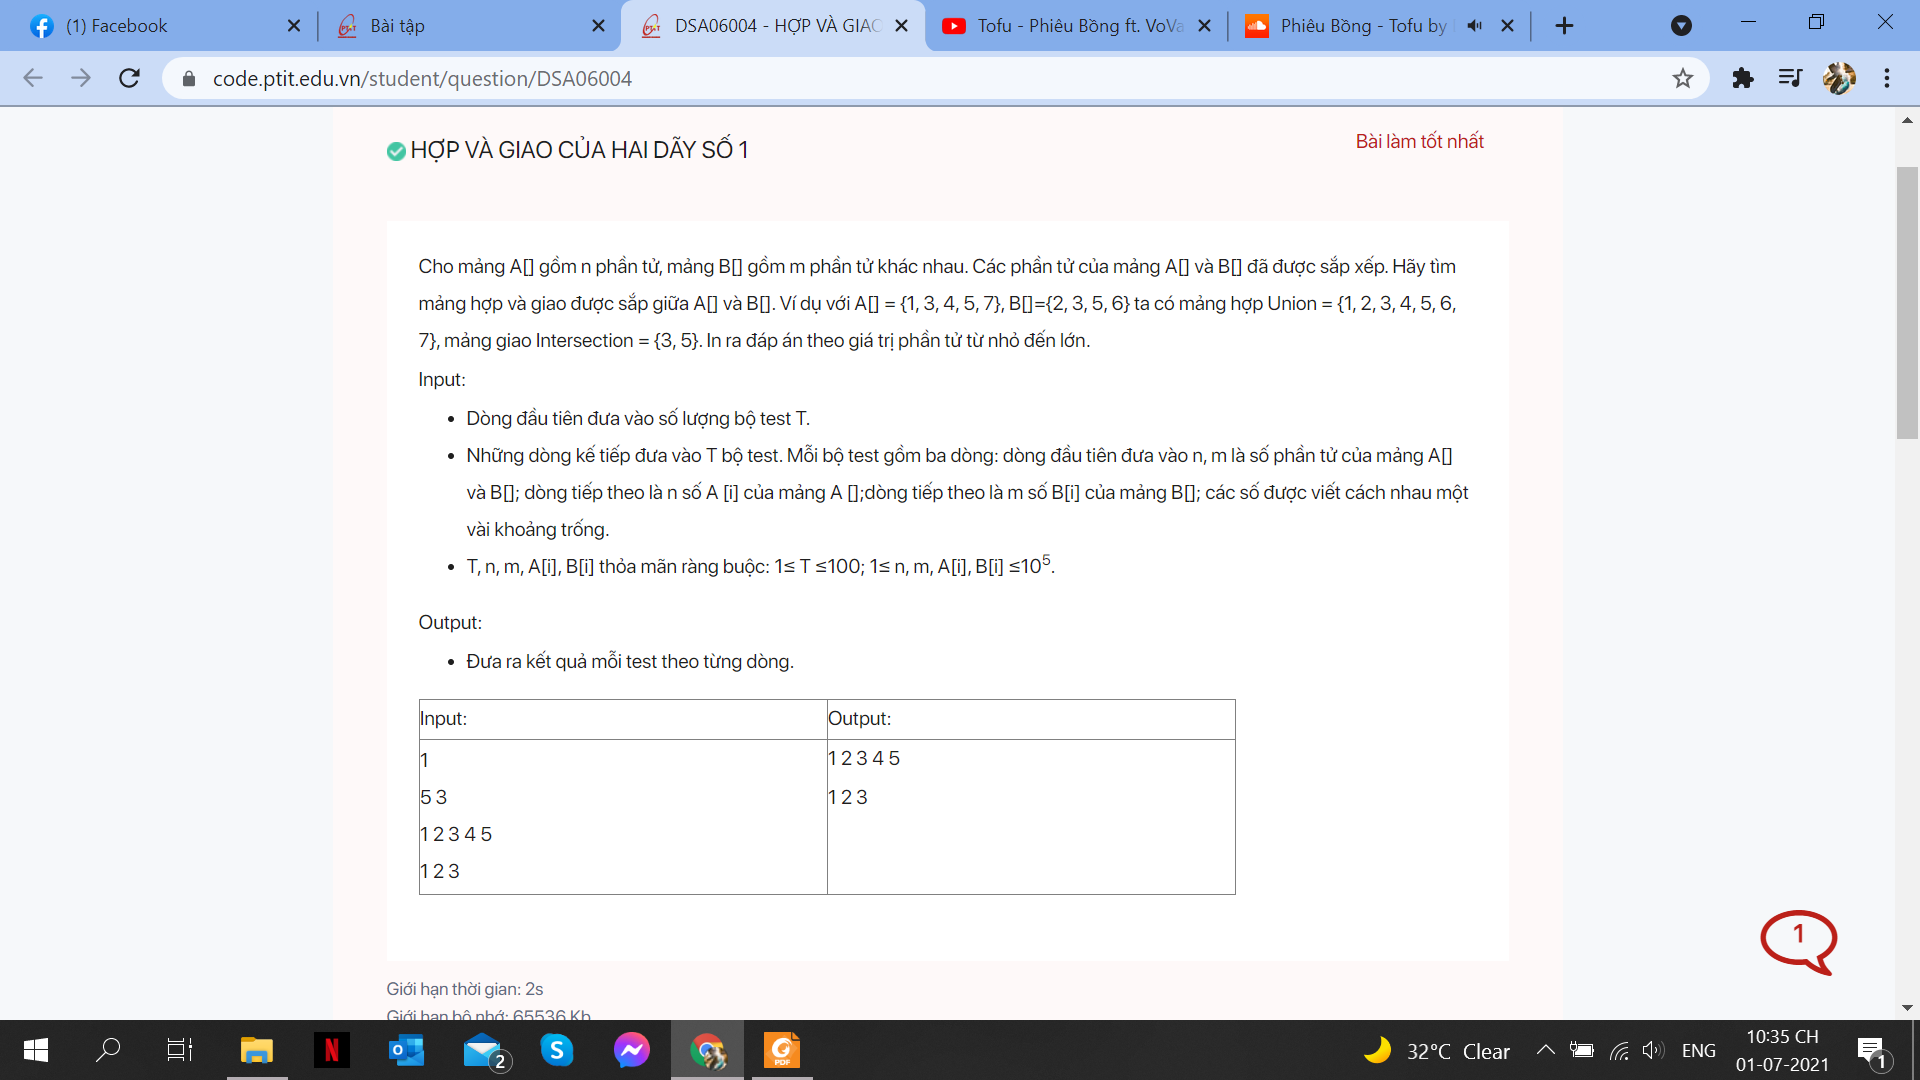 (1) Facebook
Bài tập
DSA06004 - HỢP VÀ GIAO
Tofu - Phiêu Bồng ft. VoVa
Phiêu Bồng - Tofu by
code.ptit.edu.vn/student/question/DSA06004
HỢP VÀ GIAO CỦA HAI DÃY SỐ 1
Bài làm tốt nhất
Cho mảng A[] gồm n phần tử, mảng B[] gồm m phần tử khác nhau. Các phần tử của mảng A[] và B[] đã được sắp xếp. Hãy tìm
mảng hợp và giao được sắp giữa A[] và B[]. Ví dụ với A[] = {1, 3, 4, 5, 7}, B[]={2, 3, 5, 6} ta có mảng hợp Union = {1, 2, 3, 4, 5, 6,
7}, mảng giao Intersection = {3, 5}. In ra đáp án theo giá trị phần tử từ nhỏ đến lớn.
Input:
• Dòng đầu tiên đưa vào số lượng bộ test T.
• Những dòng kế tiếp đưa vào T bộ test. Mỗi bộ test gồm ba dòng: dòng đầu tiên đưa vào n, m là số phần tử của mảng A[]
và B[]; dòng tiếp theo là n số A [i] của mảng A [];dòng tiếp theo là m số B[i] của mảng B[]; các số được viết cách nhau một
vài khoảng trống.
• T, n, m, A[i], B[i] thỏa mãn ràng buộc: 1≤ T ≤100; 1≤ n, m, A[i], B[i] ≤10⁵.
Output:
• Đưa ra kết quả mỗi test theo từng dòng.
Input:
Output:
1
5 3
1 2 3 4 5
1 2 3
1 2 3 4 5
1 2 3
1
Giới hạn thời gian: 2s
Giới hạn bộ nhớ: 65536 Kb
2
PDF
32°C Clear
ENG
10:35 CH
01-07-2021
1